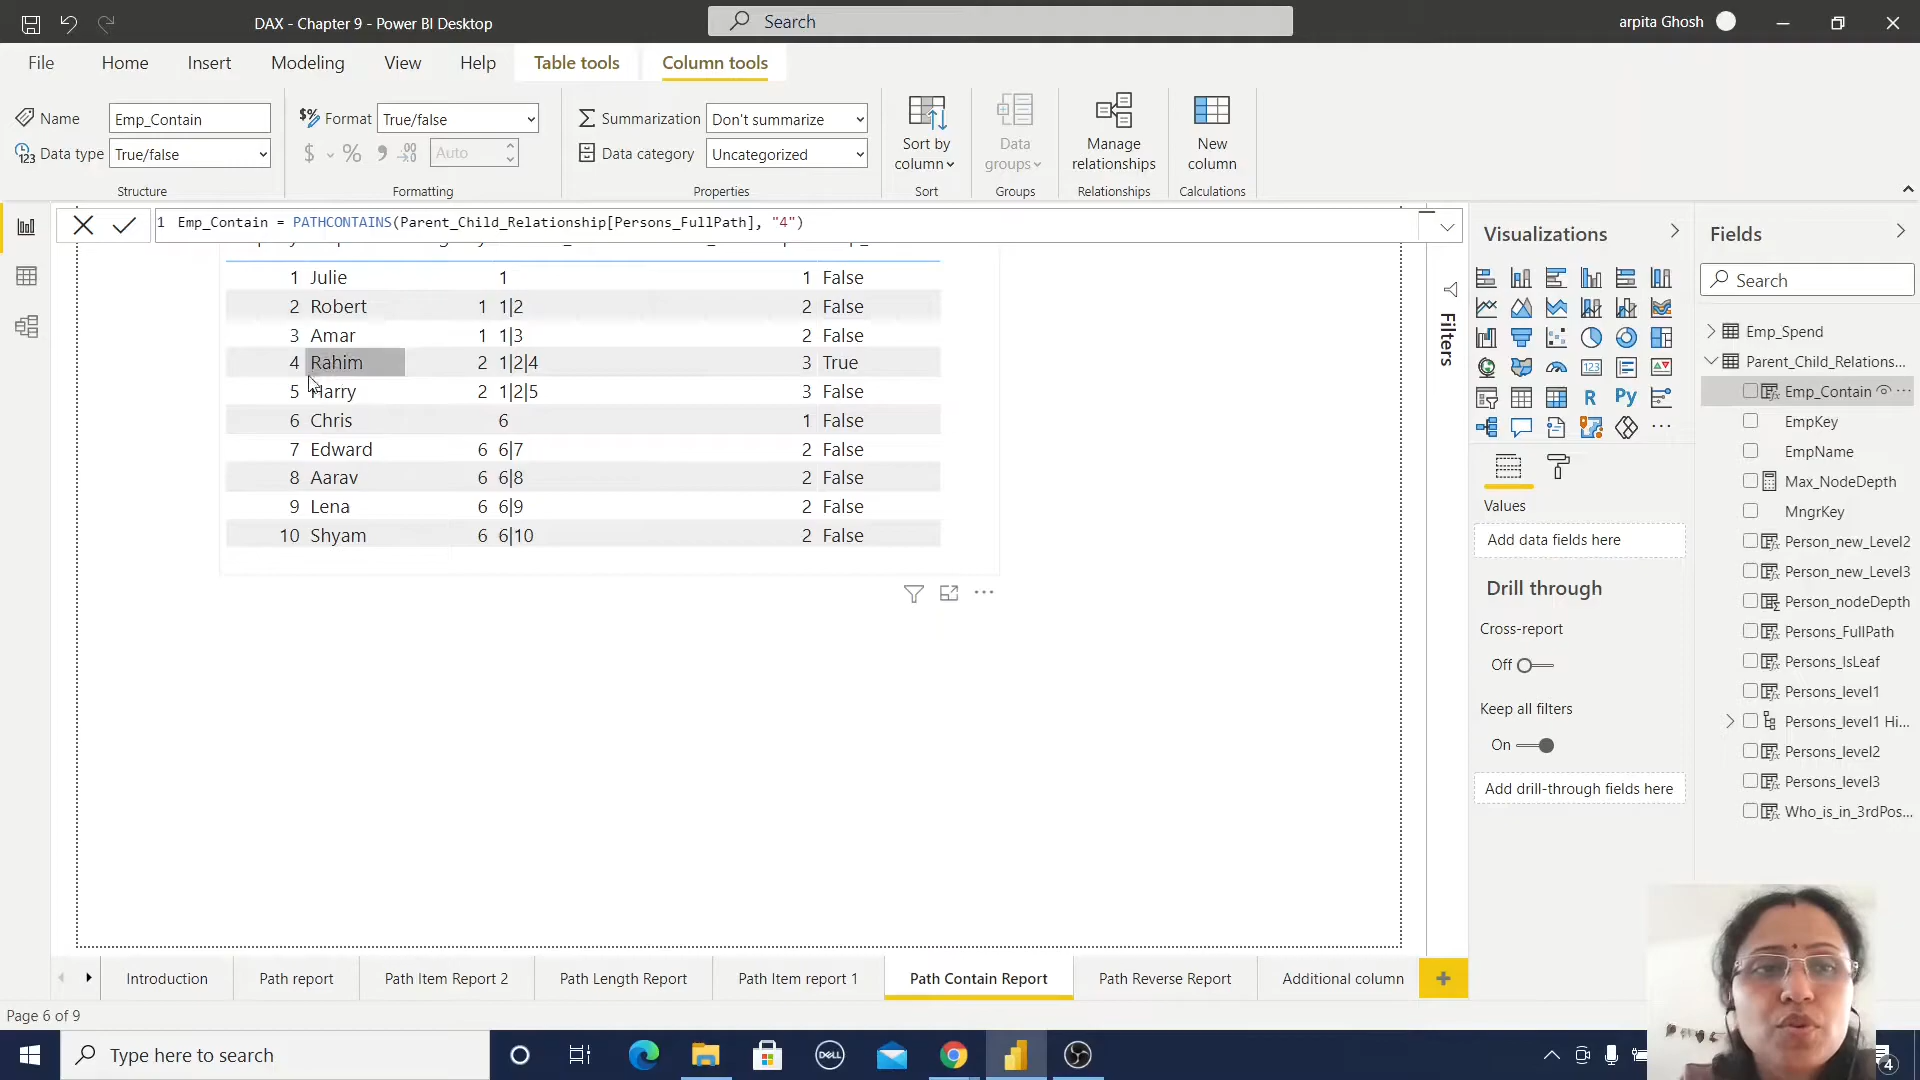 DAX - Chapter 9 - Power BI Desktop
Search
arpita Ghosh
File Home Insert Modeling View Help Table tools Column tools
Name Emp_Contain
Data type True/false
Structure
Format True/false
$ % Auto
Formatting
Summarization Don't summarize
Data category Uncategorized
Properties
Sort by column
Sort
Data groups
Groups
Manage relationships
Relationships
New column
Calculations
1 Emp_Contain = PATHCONTAINS(Parent_Child_Relationship[Persons_FullPath], "4")
1 Julie 1 1 False
2 Robert 1 1|2 2 False
3 Amar 1 1|3 2 False
4 Rahim 2 1|2|4 3 True
5 Harry 2 1|2|5 3 False
6 Chris 6 1 False
7 Edward 6 6|7 2 False
8 Aarav 6 6|8 2 False
9 Lena 6 6|9 2 False
10 Shyam 6 6|10 2 False
Filters
Visualizations
R Py
123
Values
Add data fields here
Drill through
Cross-report
Off
Keep all filters
On
Add drill-through fields here
Fields
Search
Emp_Spend
Parent_Child_Relations...
Emp_Contain
EmpKey
EmpName
Max_NodeDepth
MngrKey
Person_new_Level2
Person_new_Level3
Person_nodeDepth
Persons_FullPath
Persons_IsLeaf
Persons_level1
Persons_level1 Hi...
Persons_level2
Persons_level3
Who_is_in_3rdPos...
Introduction Path report Path Item Report 2 Path Length Report Path Item report 1 Path Contain Report Path Reverse Report Additional column +
Page 6 of 9
Type here to search
DELL
4